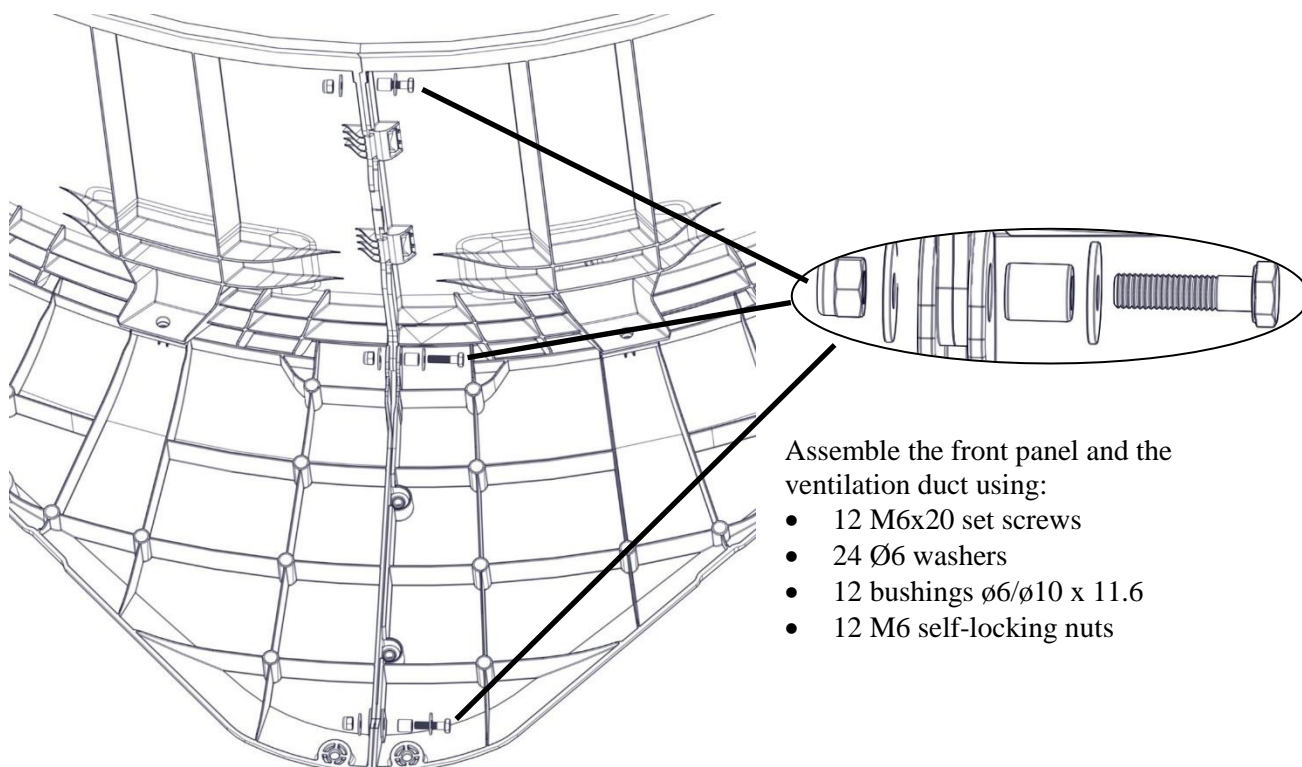 Assemble the front panel and the
ventilation duct using:
• 12 M6x20 set screws
• 24 Ø6 washers
• 12 bushings ø6/ø10 x 11.6
• 12 M6 self-locking nuts